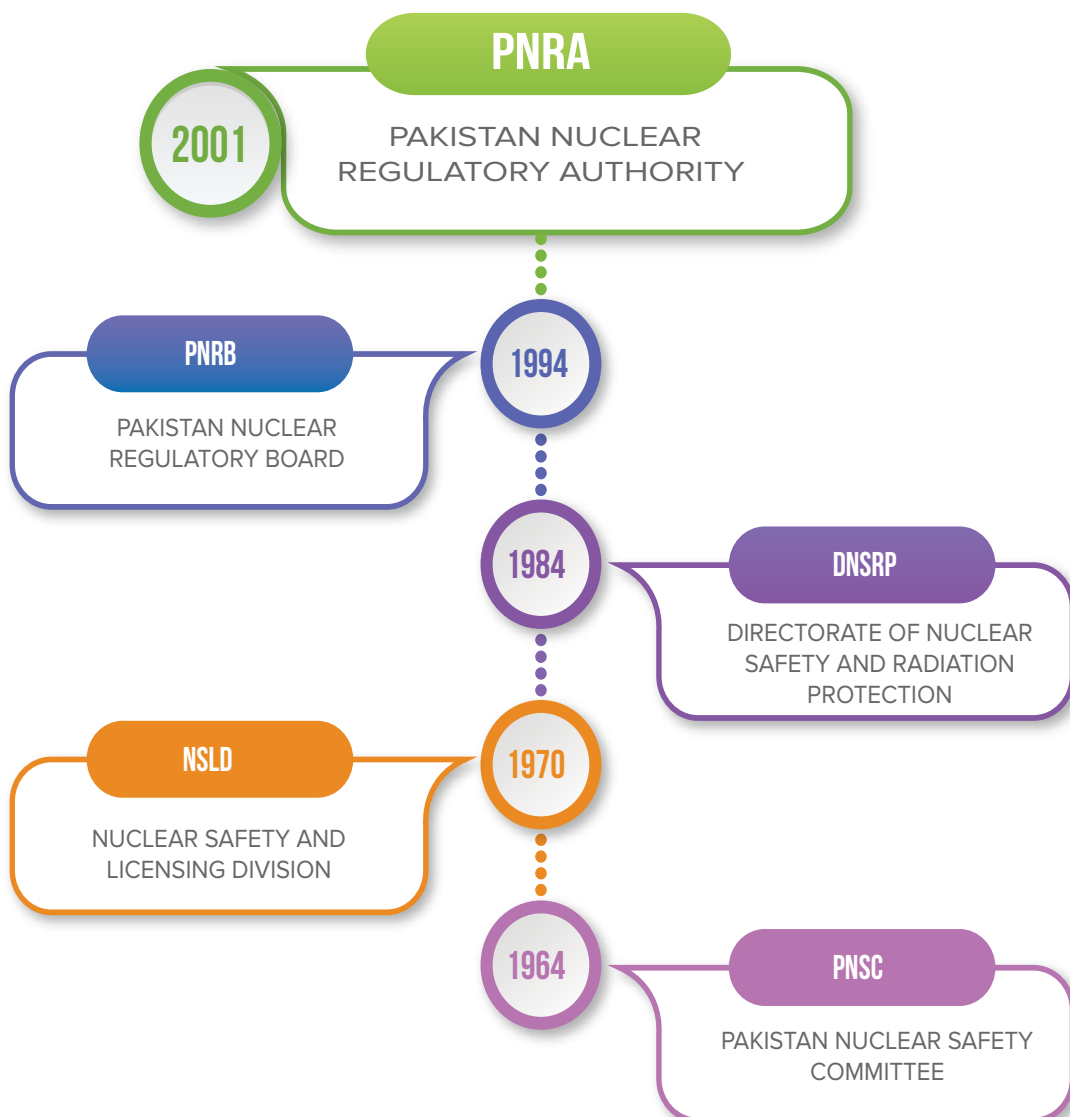 PNRA
2001
PAKISTAN NUCLEAR
REGULATORY AUTHORITY
1994
PNRB
PAKISTAN NUCLEAR
REGULATORY BOARD
1984
DNSRP
DIRECTORATE OF NUCLEAR
SAFETY AND RADIATION
PROTECTION
1970
NSLD
NUCLEAR SAFETY AND
LICENSING DIVISION
1964
PNSC
PAKISTAN NUCLEAR SAFETY
COMMITTEE